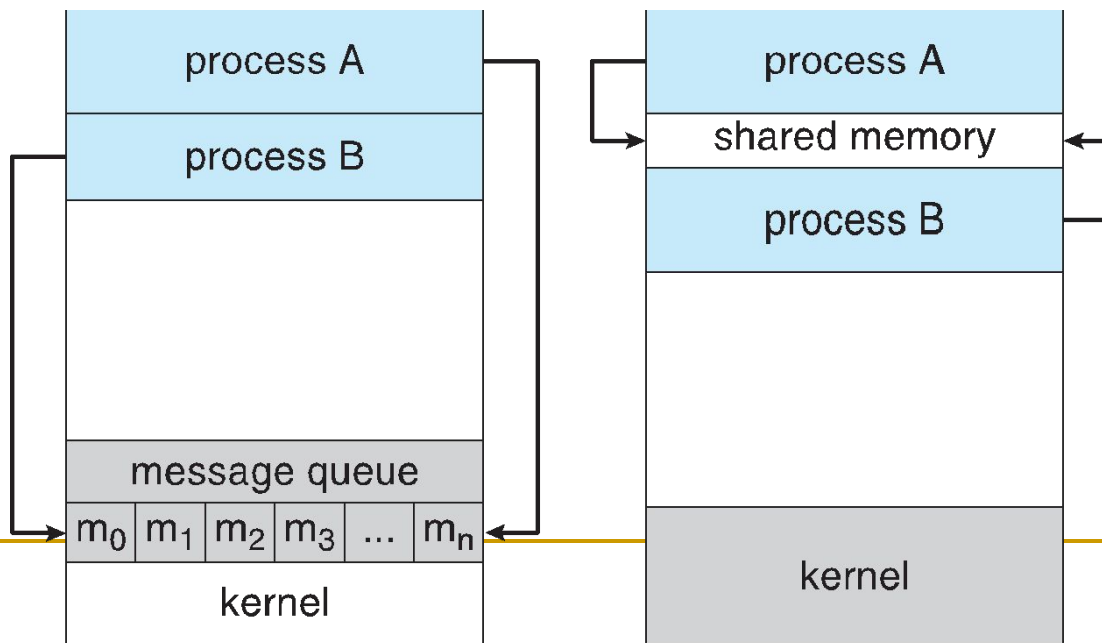 process A
process B
message queue
m0 m1 m2 m3 ... mn
kernel
process A
shared memory
process B
kernel